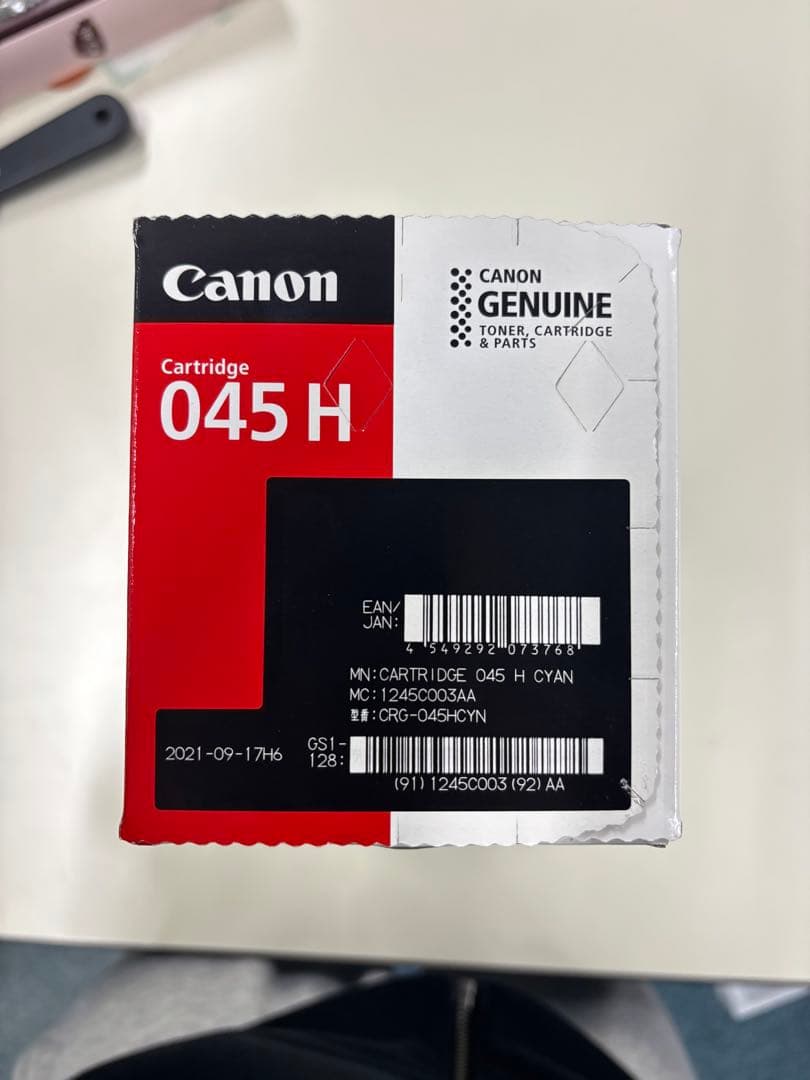 Canon
CANON
GENUINE
TONER, CARTRIDGE
& PARTS
Cartridge
045 H
EAN/
JAN:
4 549292 073768
MN:CARTRIDGE 045 H CYAN
MC:1245C003AA
型番:CRG-045HCYN
2021-09-17H6
GS1-
128:
(91)1245C003(92)AA